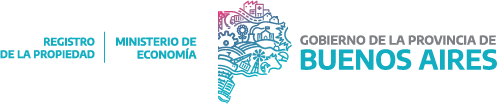 REGISTRO
DE LA PROPIEDAD
MINISTERIO DE
ECONOMÍA
GOBIERNO DE LA PROVINCIA DE
BUENOS AIRES